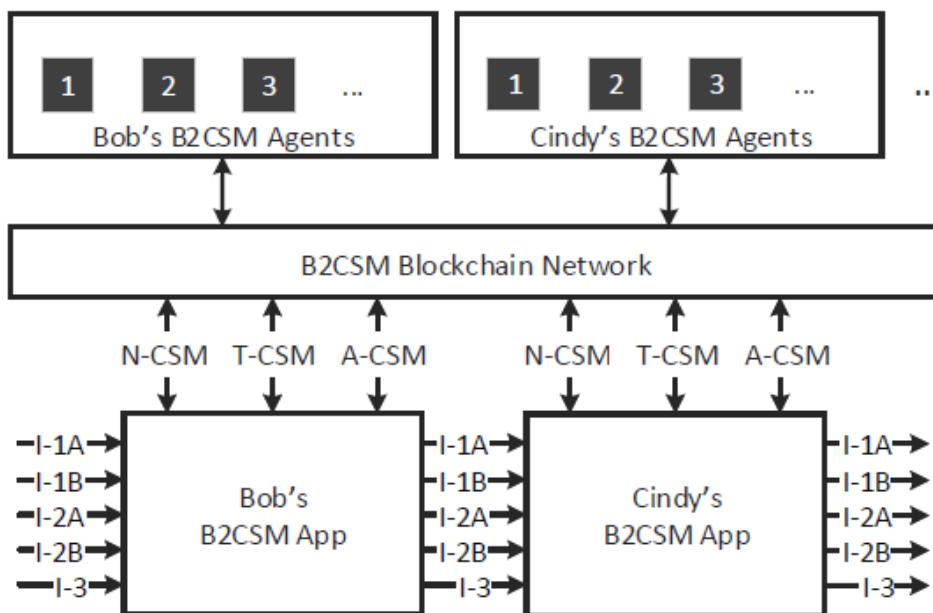 1 2 3 ...
Bob's B2CSM Agents
1 2 3 ...
Cindy's B2CSM Agents
...
B2CSM Blockchain Network
N-CSM T-CSM A-CSM
N-CSM T-CSM A-CSM
I-1A
I-1B
I-2A
I-2B
I-3
Bob's
B2CSM App
I-1A
I-1B
I-2A
I-2B
I-3
Cindy's
B2CSM App
I-1A
I-1B
I-2A
I-2B
I-3